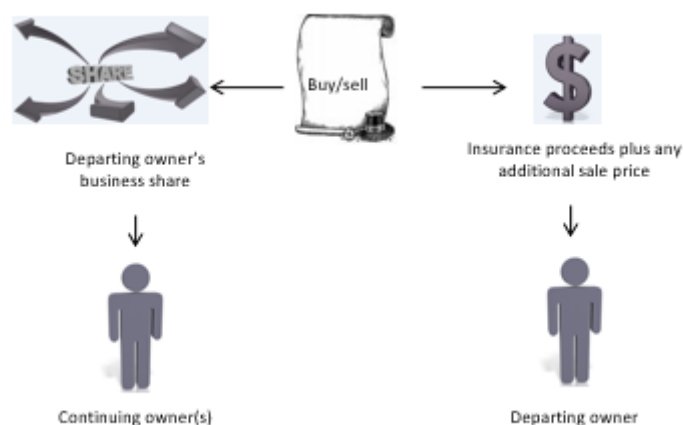 SHARE
Buy/sell
Departing owner's
business share
Insurance proceeds plus any
additional sale price
Continuing owner(s)
Departing owner